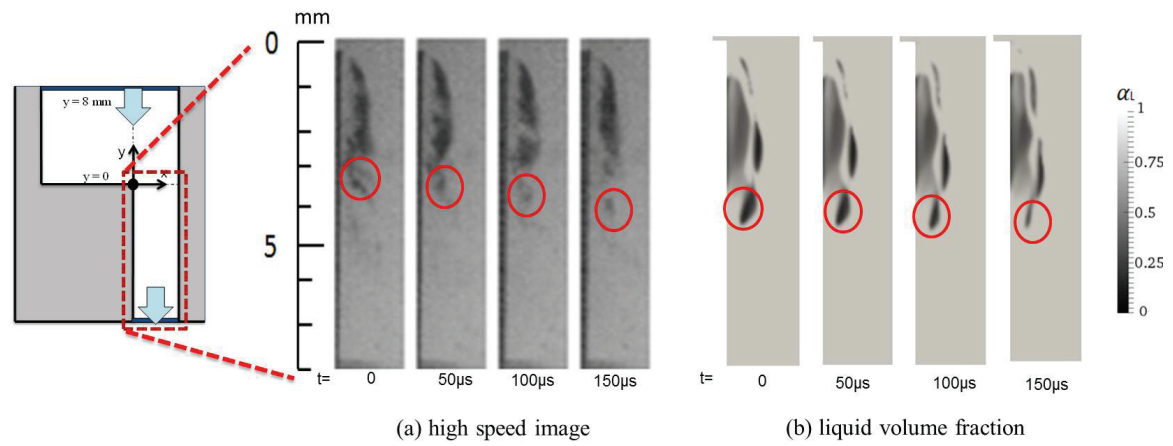 y = 8 mm
y
y = 0
x
mm
0
5
t=
0
50µs
100µs
150µs
(a) high speed image
t=
0
50µs
100µs
150µs
(b) liquid volume fraction
αL
1
0.75
0.5
0.25
0